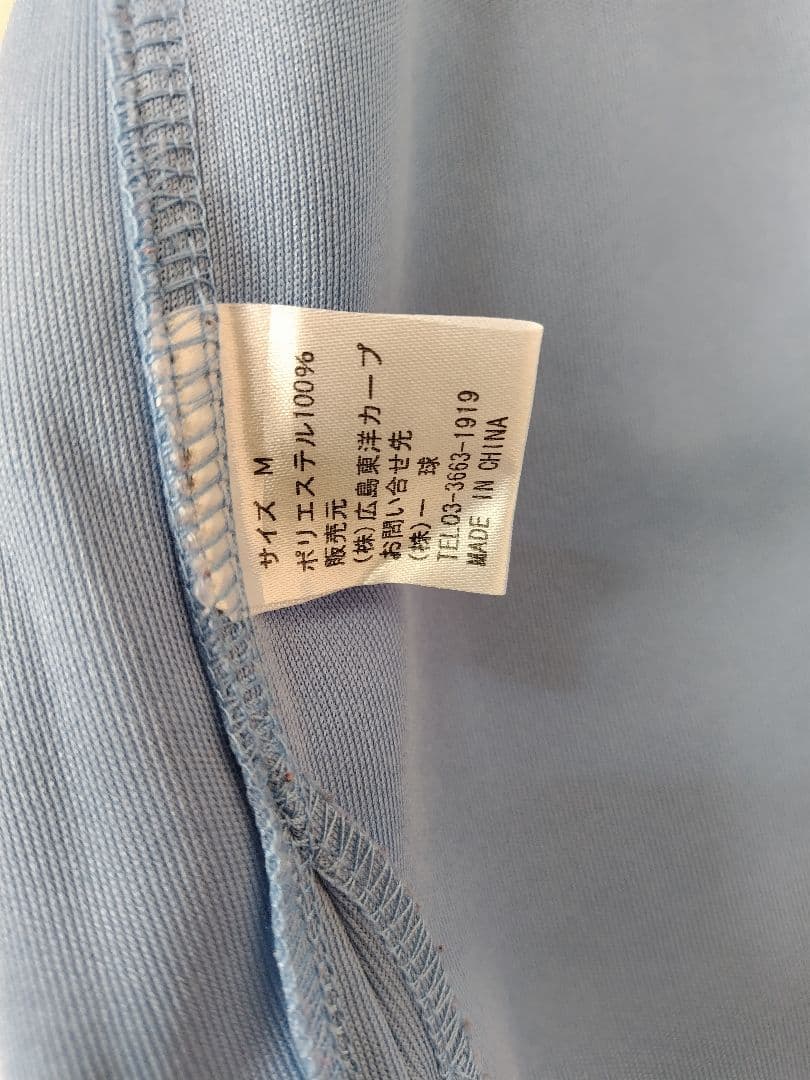 サイズ M
ポリエステル100%
販売元
(株)広島東洋カープ
お問い合せ先
(株)一 球
TEL03-3663-1919
MADE IN CHINA